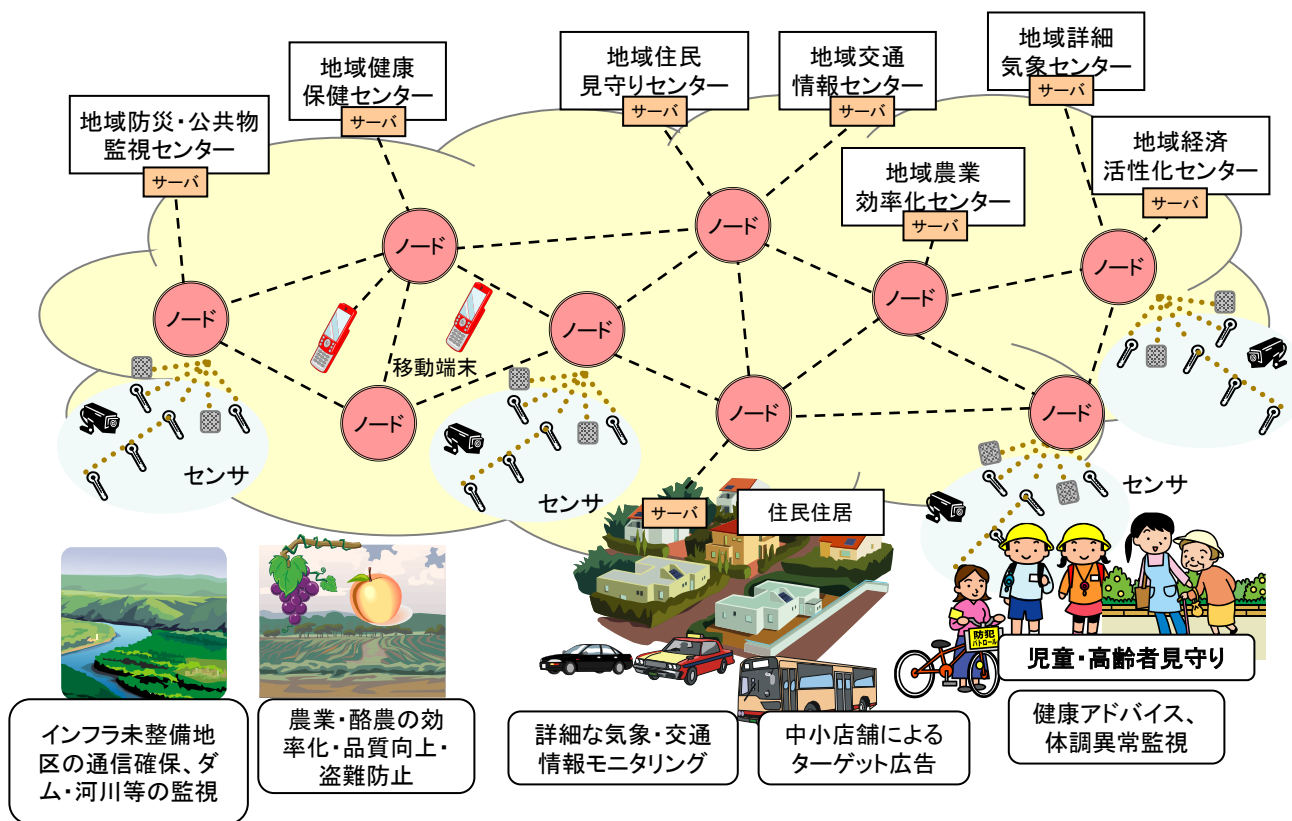 地域健康
保健センター
サーバ
地域住民
見守りセンター
サーバ
地域交通
情報センター
サーバ
地域詳細
気象センター
サーバ
地域防災・公共物
監視センター
サーバ
地域農業
効率化センター
サーバ
地域経済
活性化センター
サーバ
ノード
ノード
ノード
ノード
ノード
ノード
ノード
ノード
ノード
移動端末
センサ
センサ
センサ
サーバ
住民住居
防犯
パトロール
児童・高齢者見守り
インフラ未整備地
区の通信確保、ダ
ム・河川等の監視
農業・酪農の効
率化・品質向上・
盗難防止
詳細な気象・交通
情報モニタリング
中小店舗による
ターゲット広告
健康アドバイス、
体調異常監視